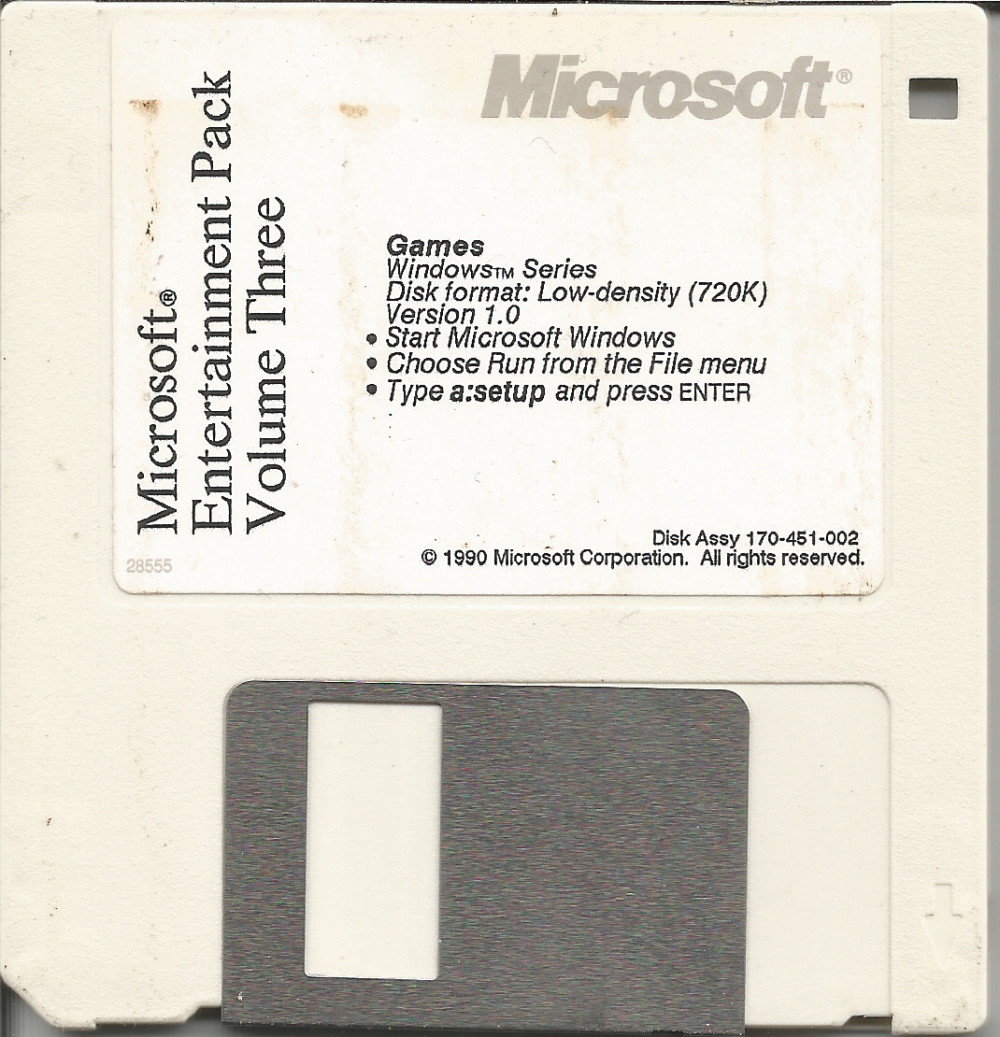 Microsoft®
Microsoft®
Entertainment Pack
Volume Three
Games
Windows™ Series
Disk format: Low-density (720K)
Version 1.0
• Start Microsoft Windows
• Choose Run from the File menu
• Type a:setup and press ENTER
Disk Assy 170-451-002
© 1990 Microsoft Corporation. All rights reserved.
28555